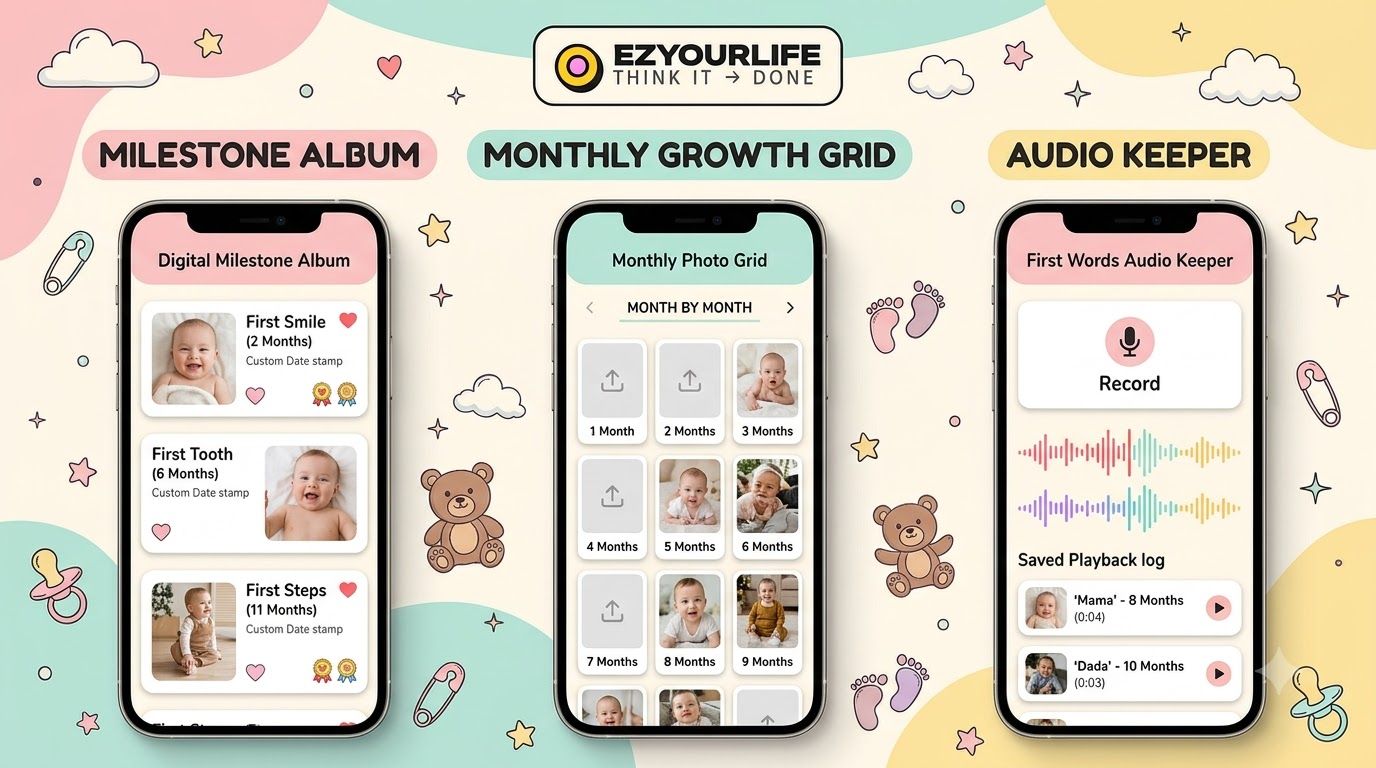 EZYOURLIFE
THINK IT → DONE
MILESTONE ALBUM
MONTHLY GROWTH GRID
AUDIO KEEPER
Digital Milestone Album
First Smile
(2 Months)
Custom Date stamp
First Tooth
(6 Months)
Custom Date stamp
First Steps
(11 Months)
Custom Date stamp
Monthly Photo Grid
MONTH BY MONTH
1 Month
2 Months
3 Months
4 Months
5 Months
6 Months
7 Months
8 Months
9 Months
First Words Audio Keeper
Record
Saved Playback log
'Mama' - 8 Months
(0:04)
'Dada' - 10 Months
(0:03)